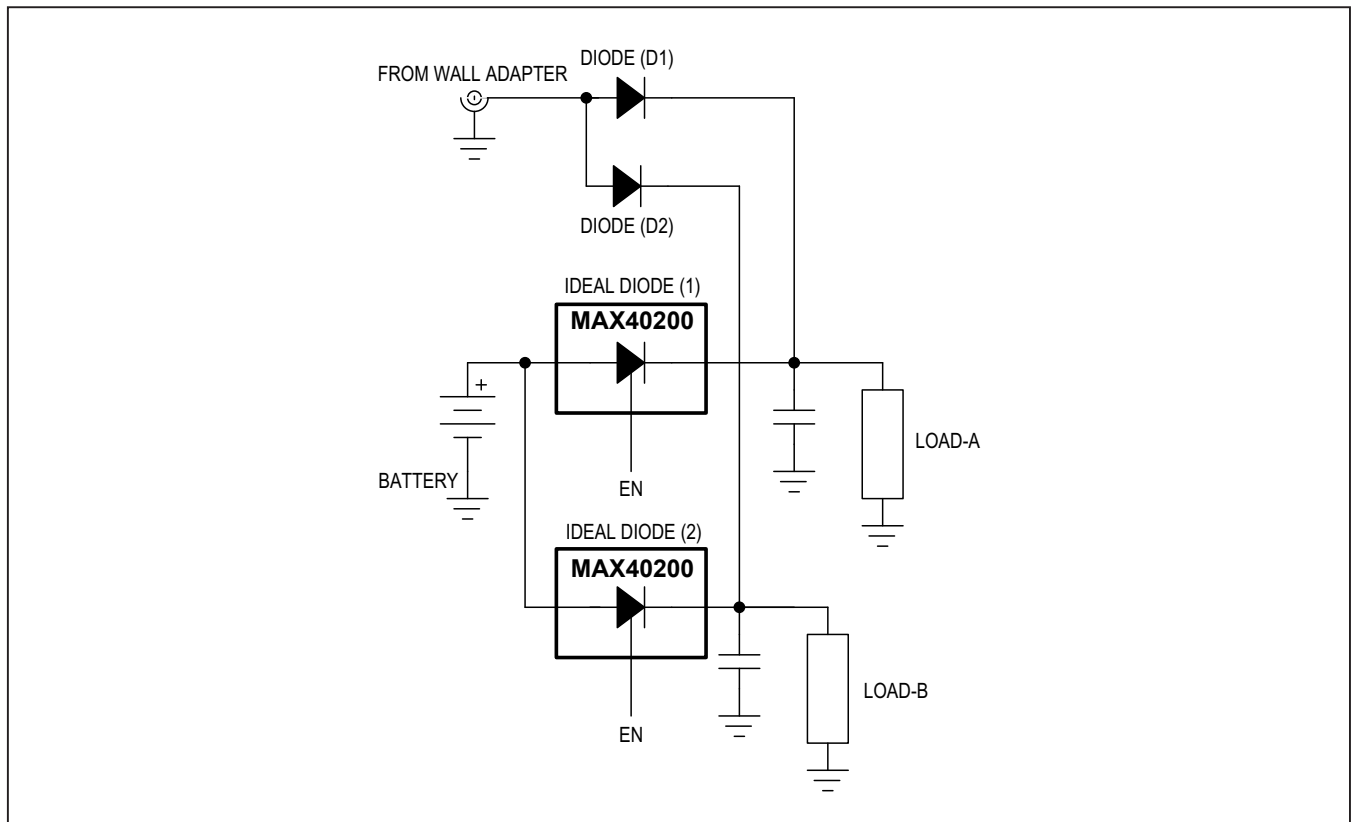 DIODE (D1)
FROM WALL ADAPTER
DIODE (D2)
IDEAL DIODE (1)
MAX40200
+
BATTERY
EN
LOAD-A
IDEAL DIODE (2)
MAX40200
EN
LOAD-B